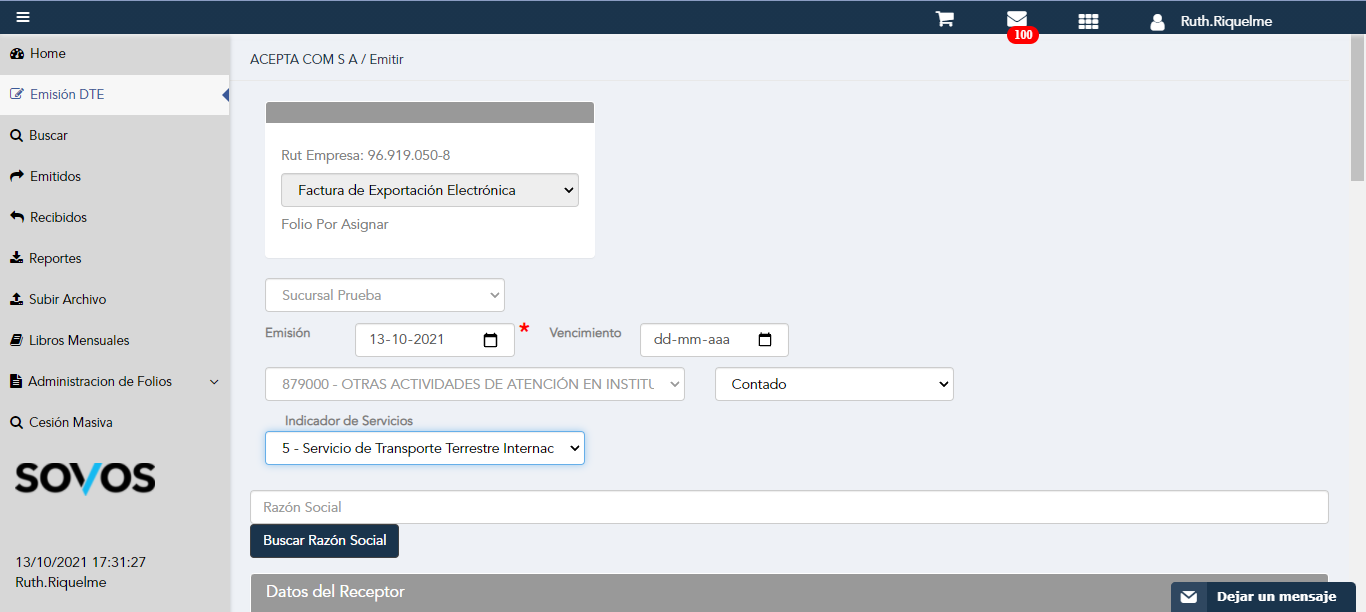 100
Ruth.Riquelme
Home
Emisión DTE
Buscar
Emitidos
Recibidos
Reportes
Subir Archivo
Libros Mensuales
Administracion de Folios
Cesión Masiva
sovos
13/10/2021 17:31:27
Ruth.Riquelme
ACEPTA COM S A / Emitir
Rut Empresa: 96.919.050-8
Factura de Exportación Electrónica
Folio Por Asignar
Sucursal Prueba
Emisión 13-10-2021 * Vencimiento dd-mm-aaa
879000 - OTRAS ACTIVIDADES DE ATENCIÓN EN INSTITU Contado
Indicador de Servicios
5 - Servicio de Transporte Terrestre Internac
Razón Social
Buscar Razón Social
Datos del Receptor
Dejar un mensaje